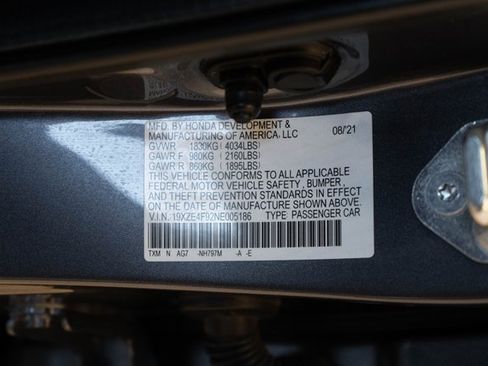 MFD. BY HONDA DEVELOPMENT & 08/'21
MANUFACTURING OF AMERICA, LLC
GVWR 1830KG (4034LBS)
GAWR F 980KG (2160LBS)
GAWR R 860KG (1895LBS)
THIS VEHICLE CONFORMS TO ALL APPLICABLE
FEDERAL MOTOR VEHICLE SAFETY, BUMPER,
AND THEFT PREVENTION STANDARDS IN EFFECT
ON THE DATE OF MANUFACTURE SHOWN ABOVE.
V.I.N.: 19XZE4F92NE005186 TYPE: PASSENGER CAR
TXM N AG7 -NH797M -A -E